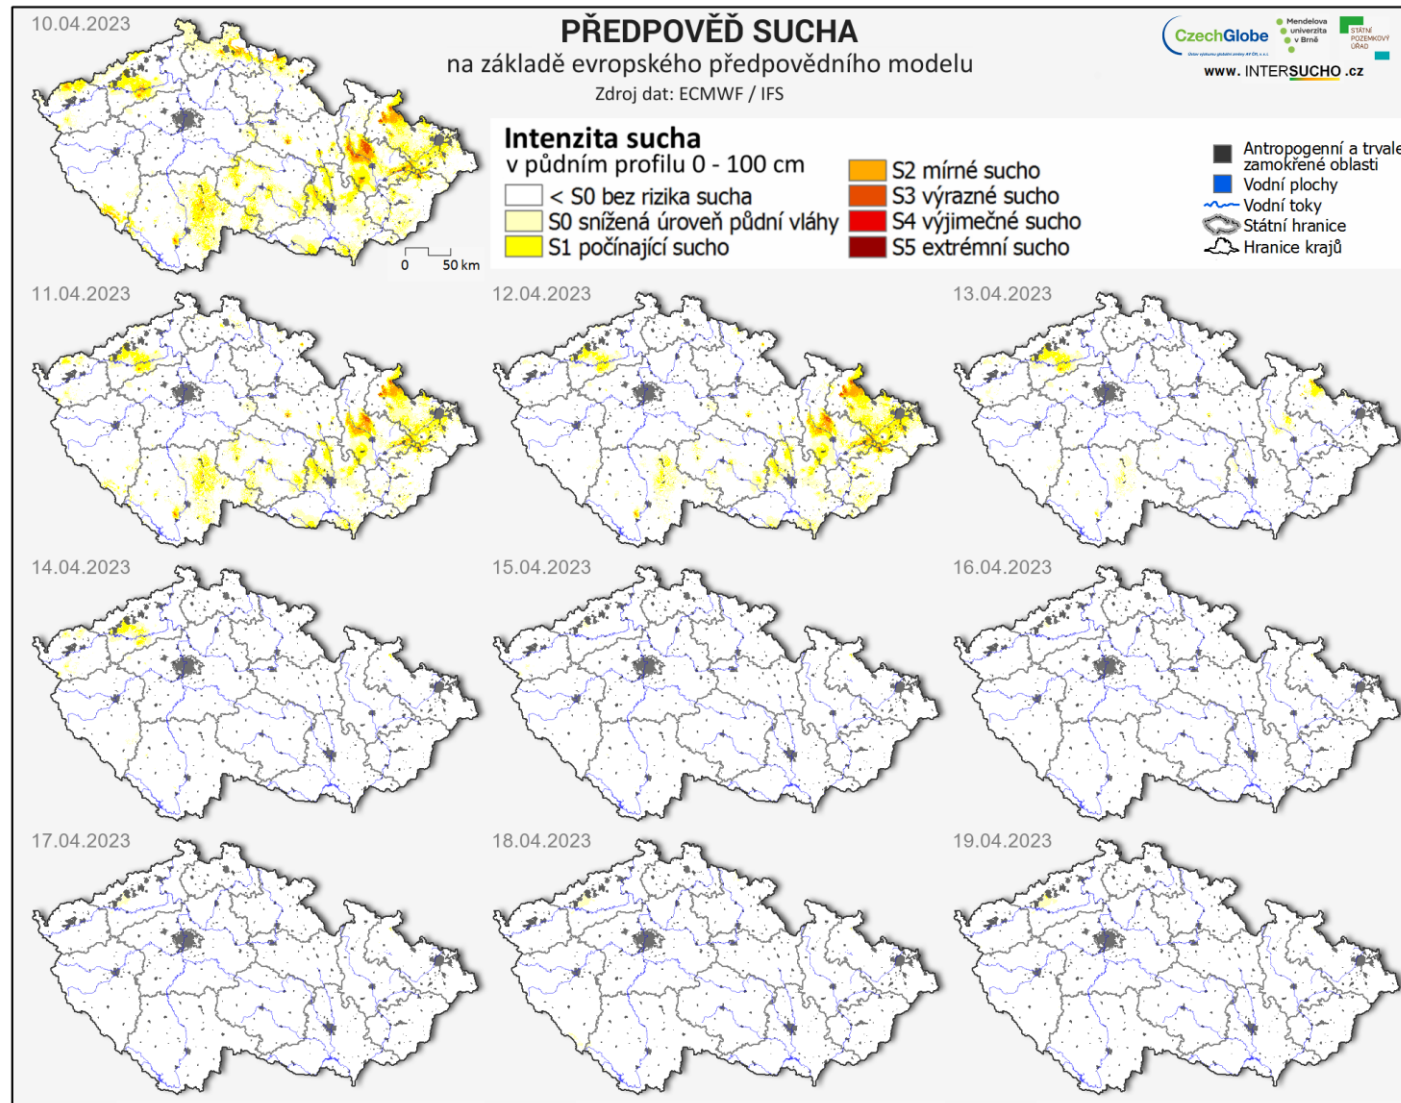 10.04.2023
PŘEDPOVĚĎ SUCHA
na základě evropského předpovědního modelu
Zdroj dat: ECMWF / IFS
CzechGlobe
Mendelova
univerzita
v Brně
STÁTNÍ
POZEMKOVÝ
ÚŘAD
www. INTERSUCHO .cz
Intenzita sucha
v půdním profilu 0 - 100 cm
< S0 bez rizika sucha
S0 snížená úroveň půdní vláhy
S1 počínající sucho
S2 mírné sucho
S3 výrazné sucho
S4 výjimečné sucho
S5 extrémní sucho
Antropogenní a trvale
zamokřené oblasti
Vodní plochy
Vodní toky
Státní hranice
Hranice krajů
0 50 km
11.04.2023
12.04.2023
13.04.2023
14.04.2023
15.04.2023
16.04.2023
17.04.2023
18.04.2023
19.04.2023